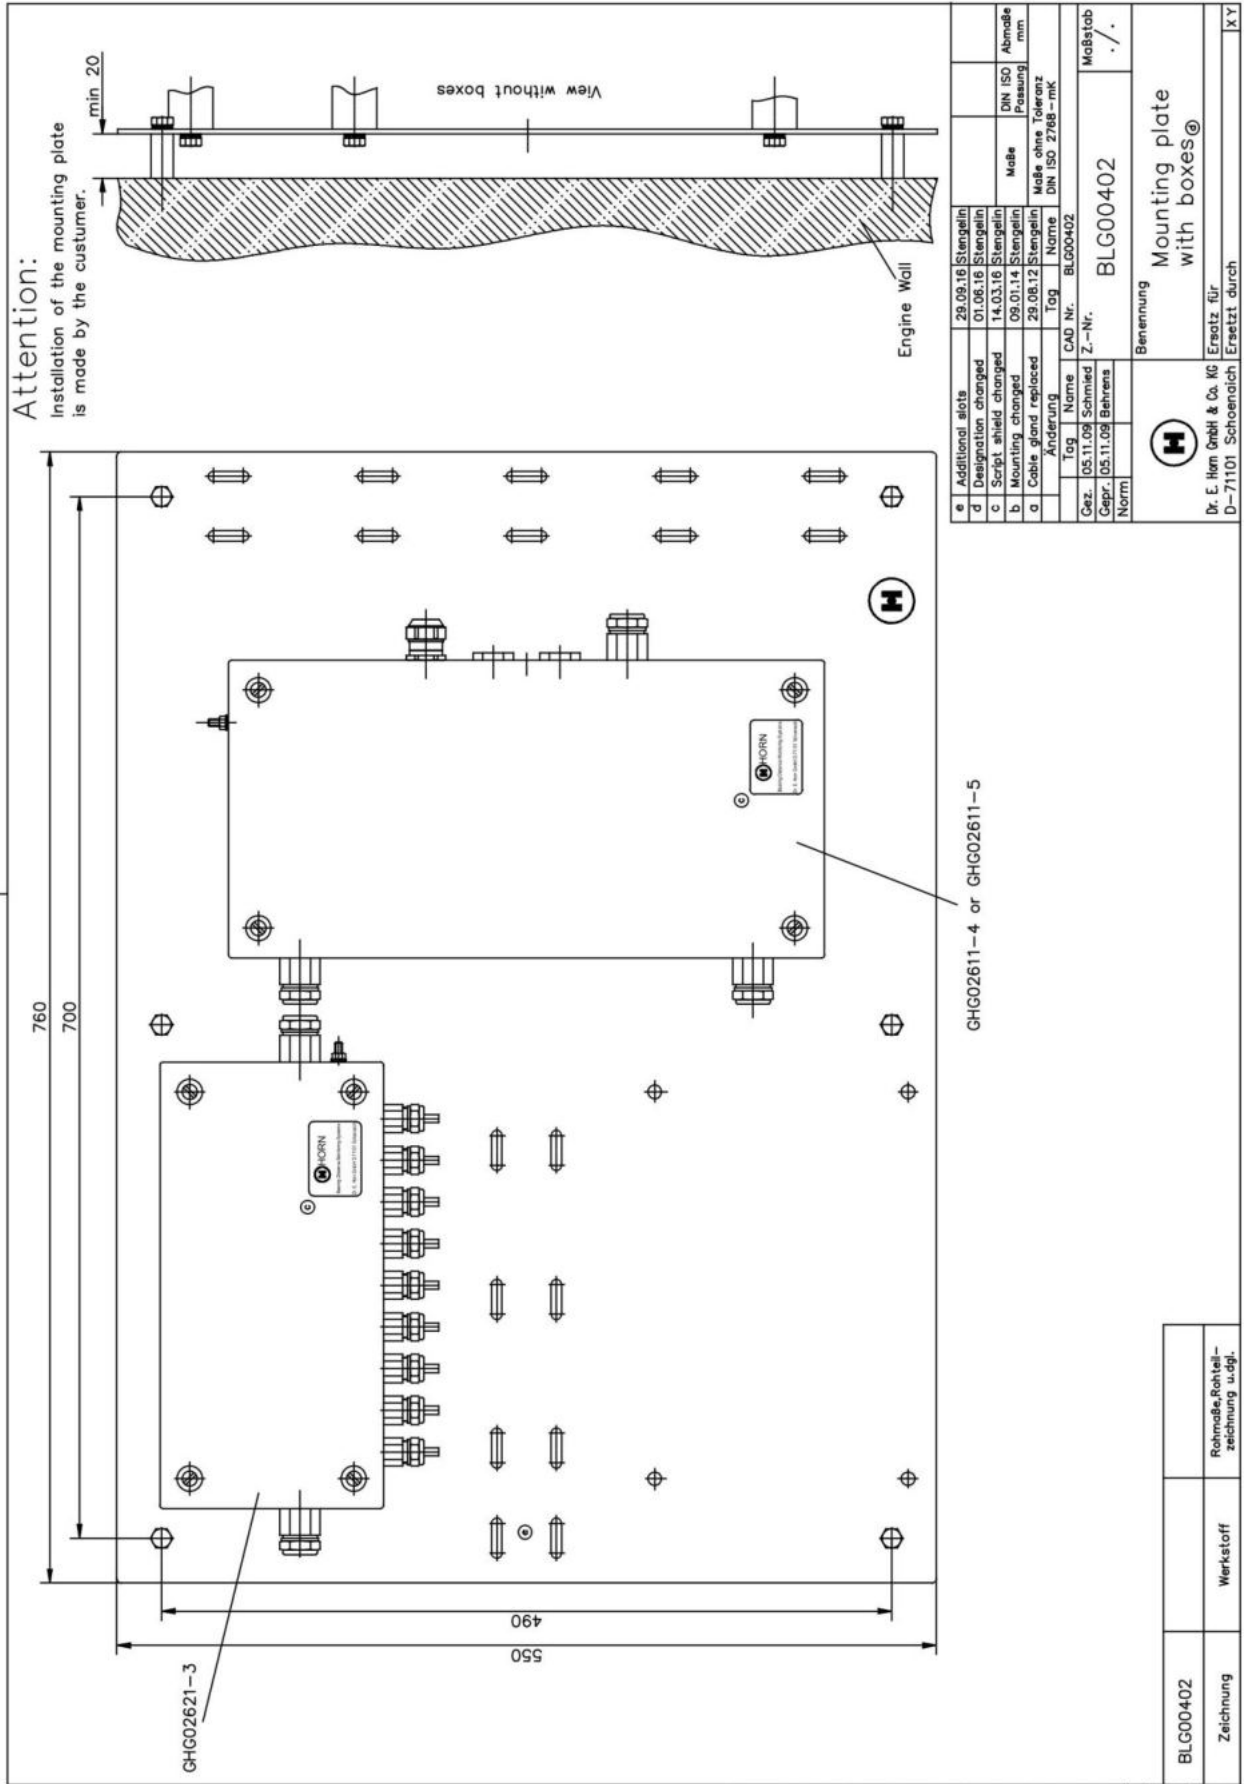 Attention:
Installation of the mounting plate
is made by the custumer.
760
700
min 20
View without boxes
Engine Wall
GHG02621-3
550
490
HORN
c
HORN
c
e
H
GHG02611-4 or GHG02611-5
e Additional slots 29.09.16 Stengelin
d Designation changed 01.06.16 Stengelin
c Script shield changed 14.03.16 Stengelin
b Mounting changed 09.01.14 Stengelin
a Cable gland replaced 29.08.12 Stengelin
Änderung Tag Name
Maße DIN ISO Passung Abmaße mm
Maße ohne Toleranz
DIN ISO 2768-mK
Tag Name CAD Nr. BLG00402
Gez. 05.11.09 Schmied Z.-Nr.
Gepr. 05.11.09 Behrens BLG00402
Norm
Maßstab
./.
Benennung
Mounting plate
with boxes d
H
Dr. E. Horn GmbH & Co. KG
D-71101 Schoenaich
Ersatz für
Ersetzt durch
X Y
BLG00402
Zeichnung Werkstoff Rohmaße,Rohteil-
zeichnung u.dgl.